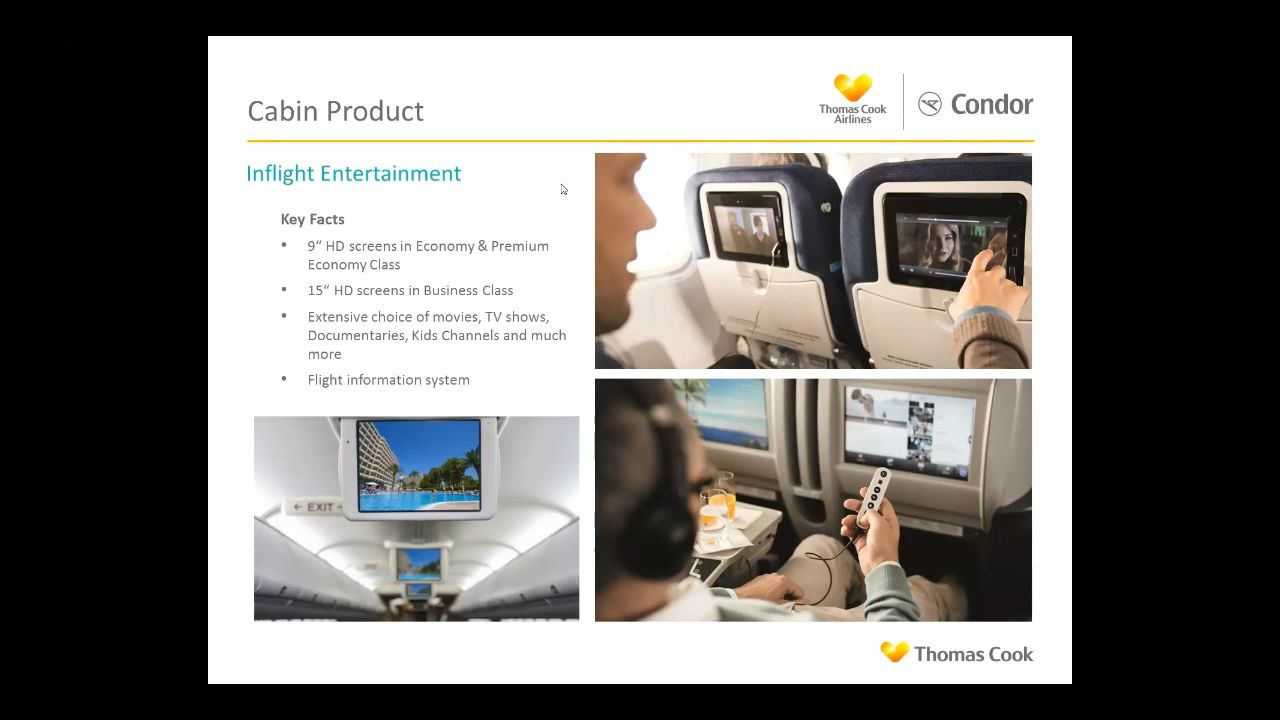 Cabin Product
Thomas Cook
Airlines
Condor
Inflight Entertainment
Key Facts
• 9“ HD screens in Economy & Premium
Economy Class
• 15“ HD screens in Business Class
• Extensive choice of movies, TV shows,
Documentaries, Kids Channels and much
more
• Flight information system
← EXIT →
Thomas Cook